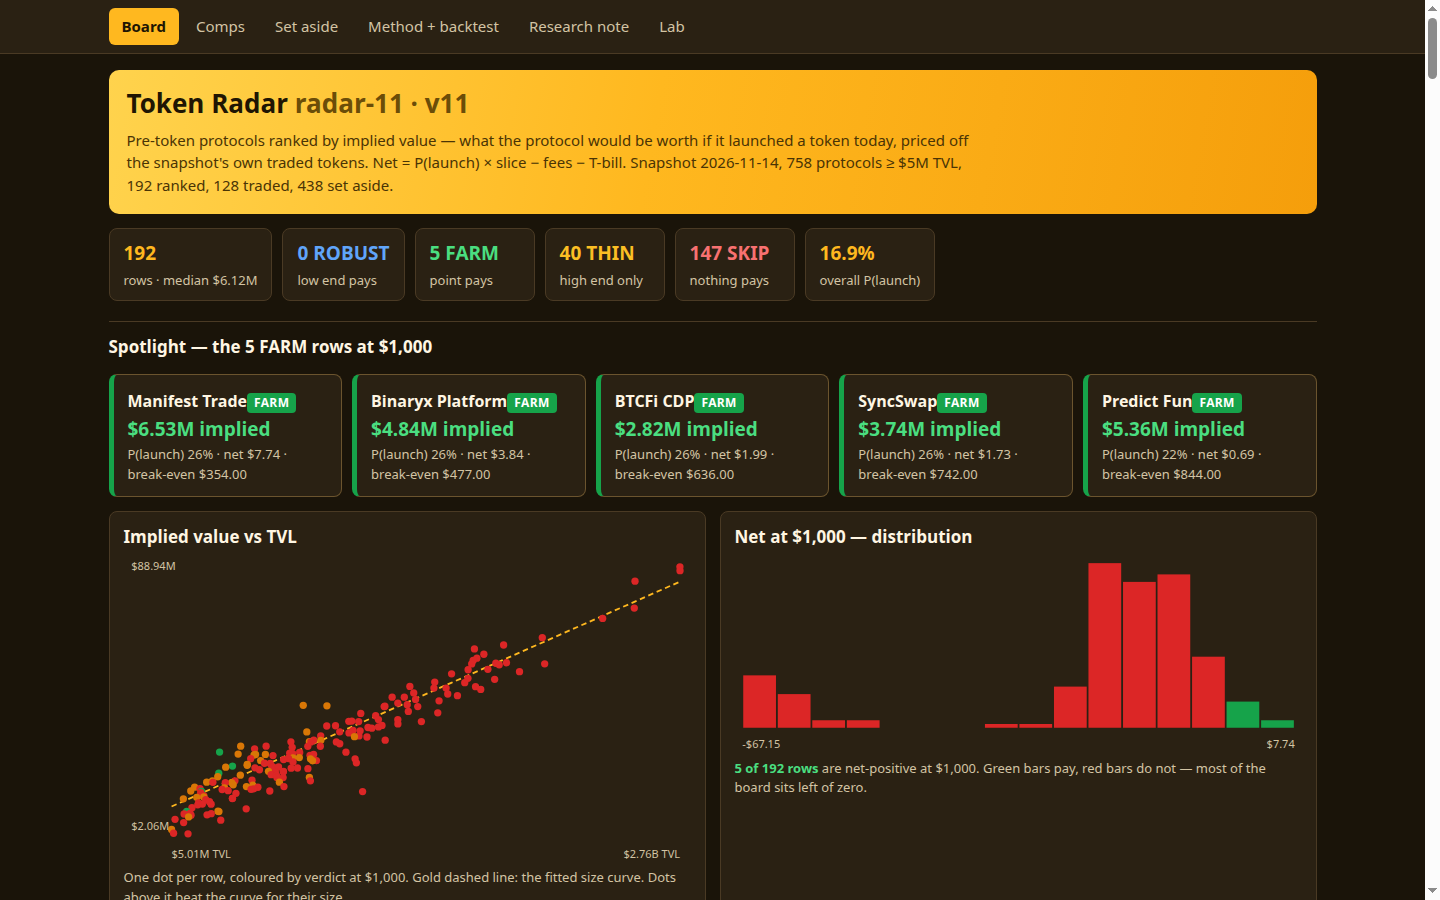 Board Comps Set aside Method + backtest Research note Lab
Token Radar radar-11 · v11
Pre-token protocols ranked by implied value — what the protocol would be worth if it launched a token today, priced off
the snapshot's own traded tokens. Net = P(launch) × slice − fees − T-bill. Snapshot 2026-11-14, 758 protocols ≥ $5M TVL,
192 ranked, 128 traded, 438 set aside.
192
rows · median $6.12M
0 ROBUST
low end pays
5 FARM
point pays
40 THIN
high end only
147 SKIP
nothing pays
16.9%
overall P(launch)
Spotlight — the 5 FARM rows at $1,000
Manifest Trade FARM
$6.53M implied
P(launch) 26% · net $7.74 ·
break-even $354.00
Binaryx Platform FARM
$4.84M implied
P(launch) 26% · net $3.84 ·
break-even $477.00
BTCFi CDP FARM
$2.82M implied
P(launch) 26% · net $1.99 ·
break-even $636.00
SyncSwap FARM
$3.74M implied
P(launch) 26% · net $1.73 ·
break-even $742.00
Predict Fun FARM
$5.36M implied
P(launch) 22% · net $0.69 ·
break-even $844.00
Implied value vs TVL
$88.94M
$2.06M
$5.01M TVL $2.76B TVL
One dot per row, coloured by verdict at $1,000. Gold dashed line: the fitted size curve. Dots
above it beat the curve for their size.
Net at $1,000 — distribution
-$67.15 $7.74
5 of 192 rows are net-positive at $1,000. Green bars pay, red bars do not — most of the
board sits left of zero.